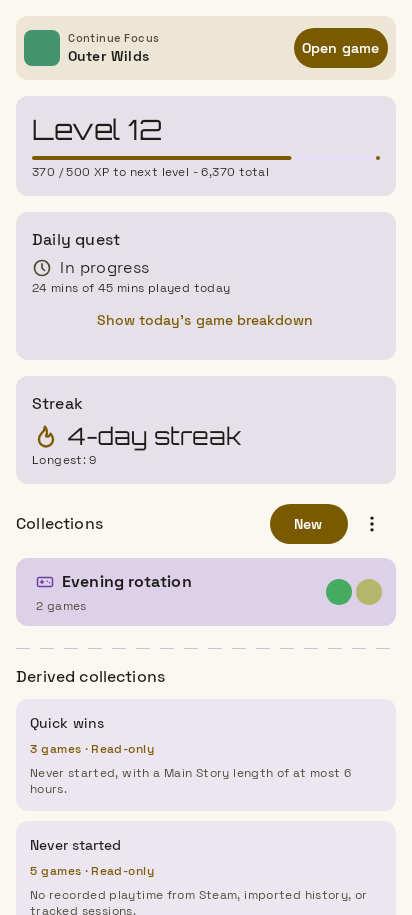 Continue Focus
Outer Wilds
Open game
Level 12
370 / 500 XP to next level - 6,370 total
Daily quest
In progress
24 mins of 45 mins played today
Show today's game breakdown
Streak
4-day streak
Longest: 9
Collections
New
Evening rotation
2 games
Derived collections
Quick wins
3 games · Read-only
Never started, with a Main Story length of at most 6
hours.
Never started
5 games · Read-only
No recorded playtime from Steam, imported history, or
tracked sessions.